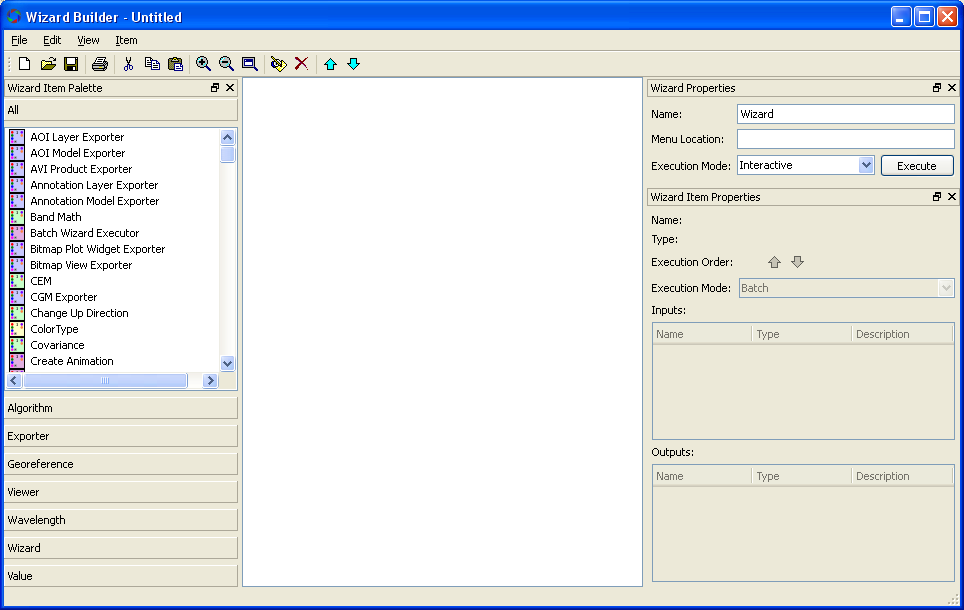 Wizard Builder - Untitled
File Edit View Item
Wizard Item Palette
All
AOI Layer Exporter
AOI Model Exporter
AVI Product Exporter
Annotation Layer Exporter
Annotation Model Exporter
Band Math
Batch Wizard Executor
Bitmap Plot Widget Exporter
Bitmap View Exporter
CEM
CGM Exporter
Change Up Direction
ColorType
Covariance
Create Animation
Algorithm
Exporter
Georeference
Viewer
Wavelength
Wizard
Value
Wizard Properties
Name: Wizard
Menu Location:
Execution Mode: Interactive Execute
Wizard Item Properties
Name:
Type:
Execution Order:
Execution Mode: Batch
Inputs:
Name Type Description
Outputs:
Name Type Description